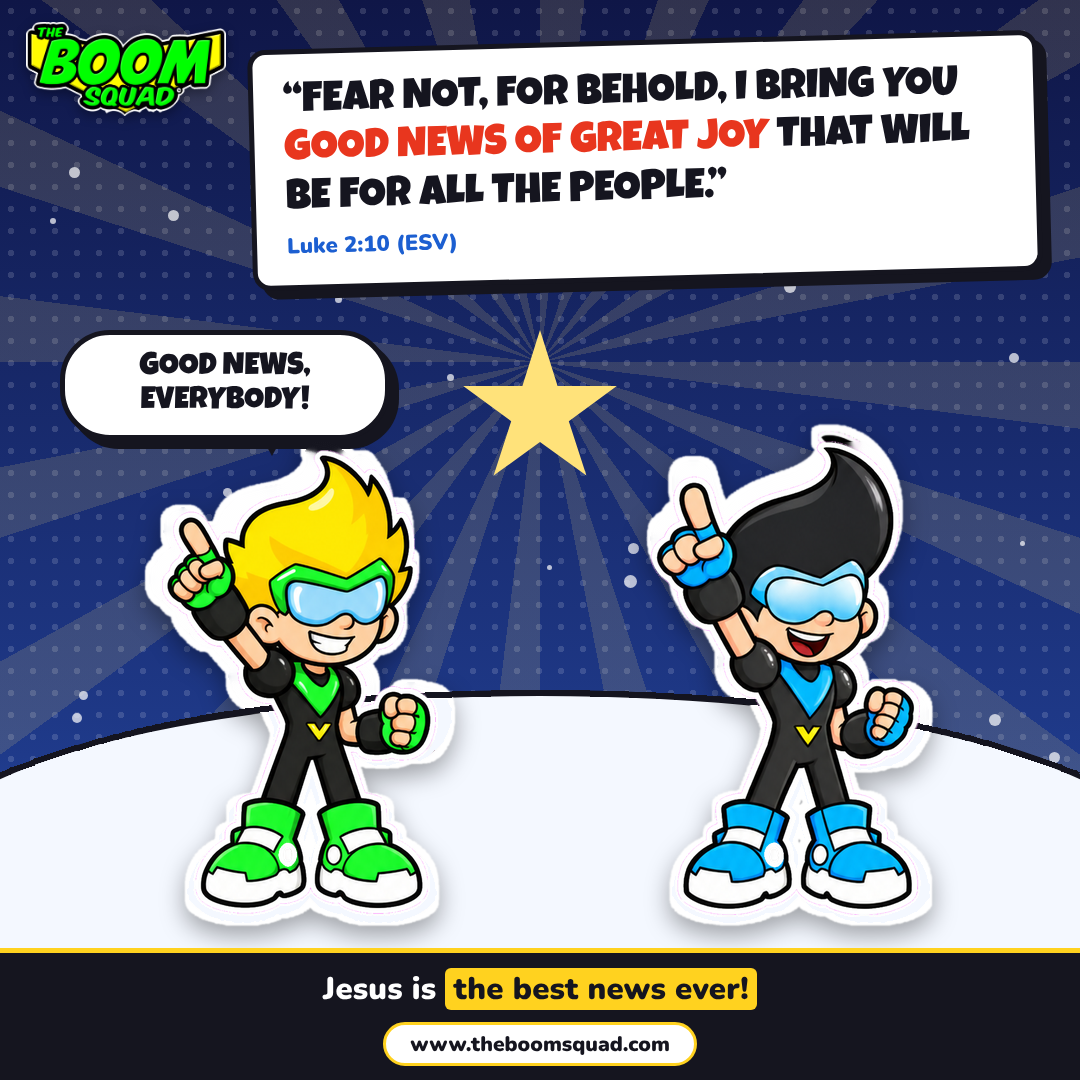 THE
BOOM
SQUAD
“FEAR NOT, FOR BEHOLD, I BRING YOU
GOOD NEWS OF GREAT JOY THAT WILL
BE FOR ALL THE PEOPLE.”
Luke 2:10 (ESV)
GOOD NEWS,
EVERYBODY!
Jesus is the best news ever!
www.theboomsquad.com